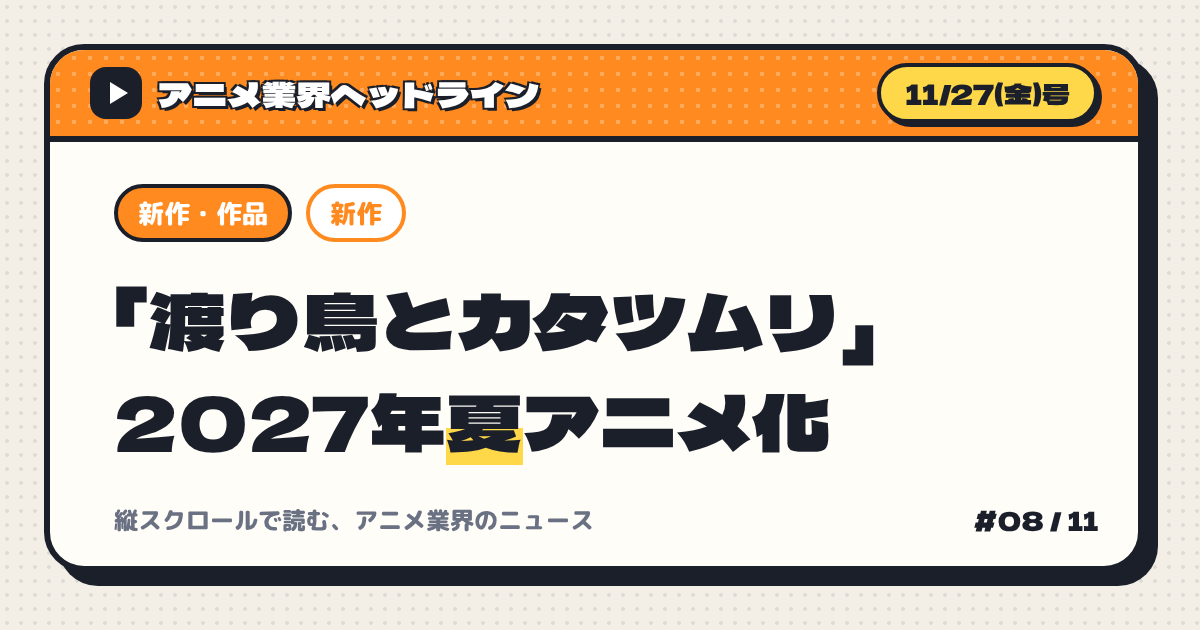 アニメ業界ヘッドライン
11/27(金)号
新作・作品
新作
「渡り鳥とカタツムリ」
2027年夏アニメ化
縦スクロールで読む、アニメ業界のニュース
#08 / 11